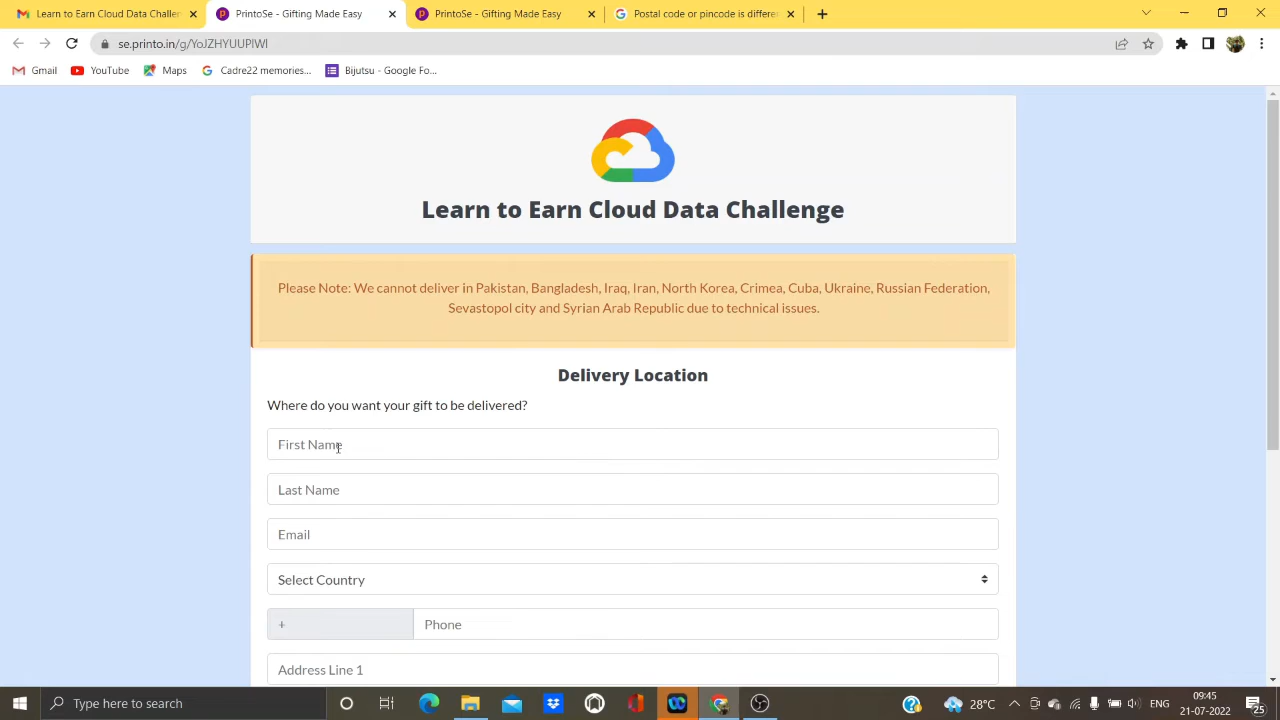 Learn to Earn Cloud Data Challer
PrintoSe - Gifting Made Easy
PrintoSe - Gifting Made Easy
Postal code or pincode is differe
se.printo.in/g/YoJZHYUUPlWl
Gmail
YouTube
Maps
Cadre22 memories...
Bijutsu - Google Fo...
Learn to Earn Cloud Data Challenge
Please Note: We cannot deliver in Pakistan, Bangladesh, Iraq, Iran, North Korea, Crimea, Cuba, Ukraine, Russian Federation,
Sevastopol city and Syrian Arab Republic due to technical issues.
Delivery Location
Where do you want your gift to be delivered?
First Name
Last Name
Email
Select Country
+
Phone
Address Line 1
Type here to search
28°C
09:45
21-07-2022
25